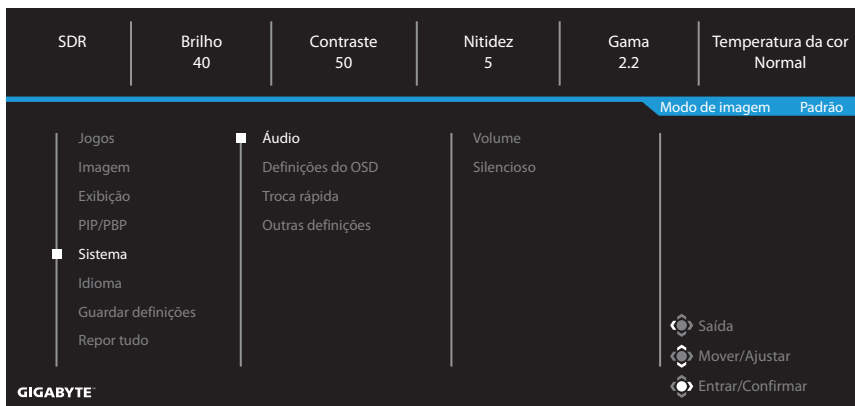 SDR
Brilho
40
Contraste
50
Nitidez
5
Gama
2.2
Temperatura da cor
Normal
Modo de imagem Padrão
Jogos
Imagem
Exibição
PIP/PBP
Sistema
Idioma
Guardar definições
Repor tudo
Áudio
Definições do OSD
Troca rápida
Outras definições
Volume
Silencioso
Saída
Mover/Ajustar
Entrar/Confirmar
GIGABYTE™